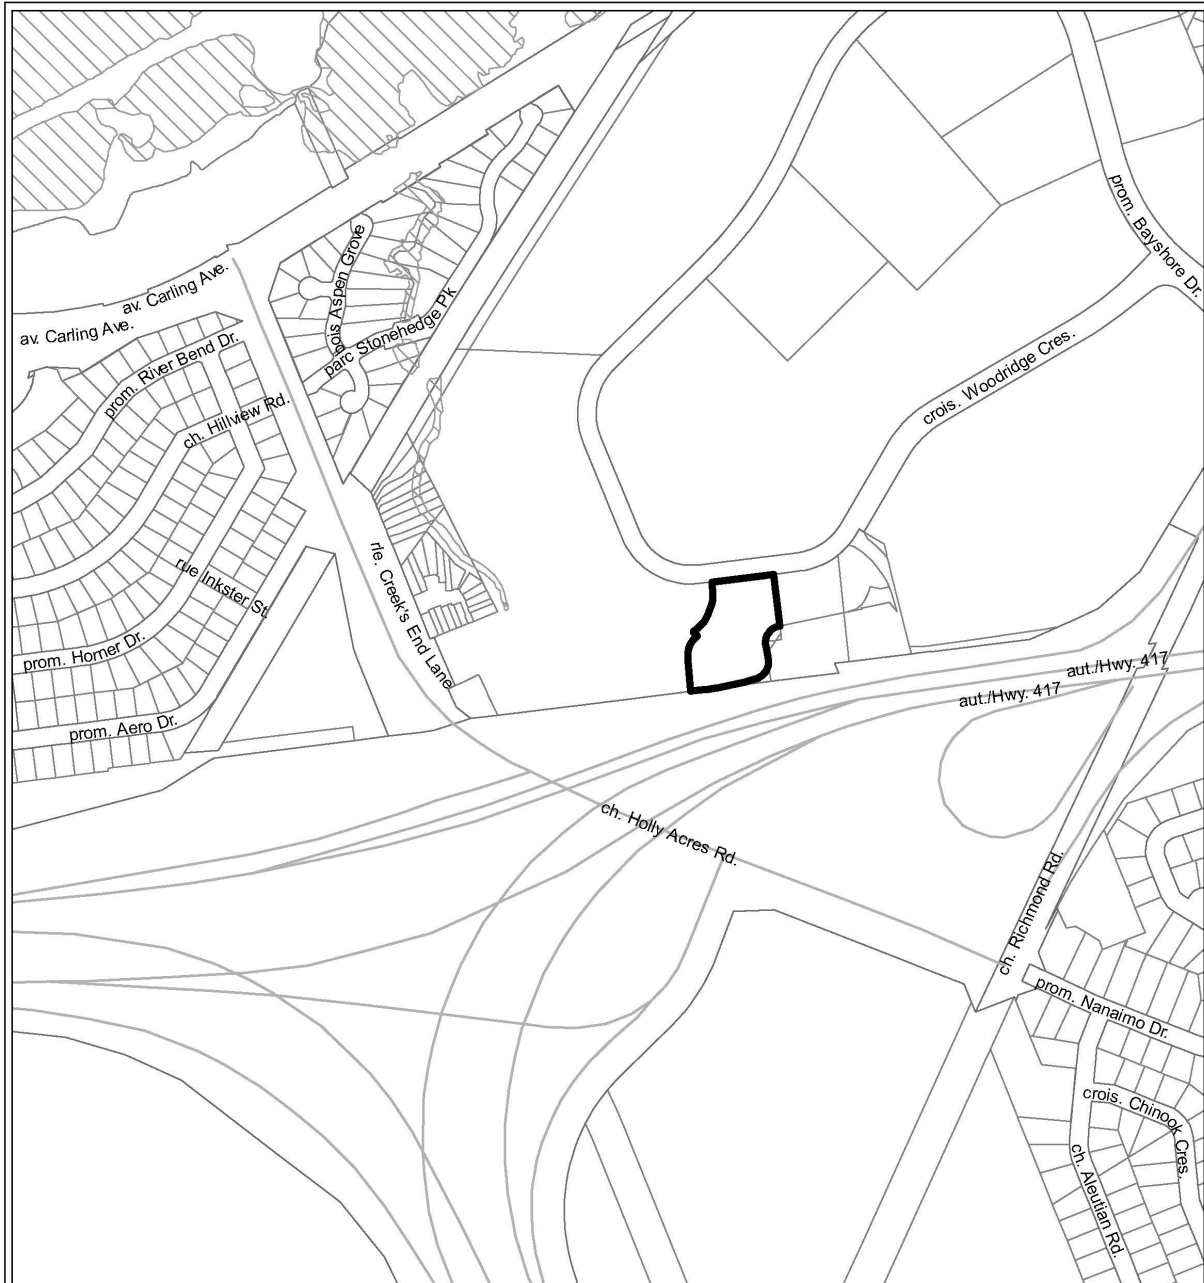 prom. Bayshore Dr.
bois Aspen Grove
av. Carling Ave.
av. Carling Ave.
parc Stonehedge Pk
prom. River Bend Dr.
crois. Woodridge Cres.
ch. Hillview Rd.
rue Inkster St.
rle. Creek's End Lane
prom. Horner Dr.
aut./Hwy. 417
aut./Hwy. 417
prom. Aero Dr.
ch. Holly Acres Rd.
ch. Richmond Rd.
prom. Nanaimo Dr.
crois. Chinook Cres.
ch. Aleutian Rd.